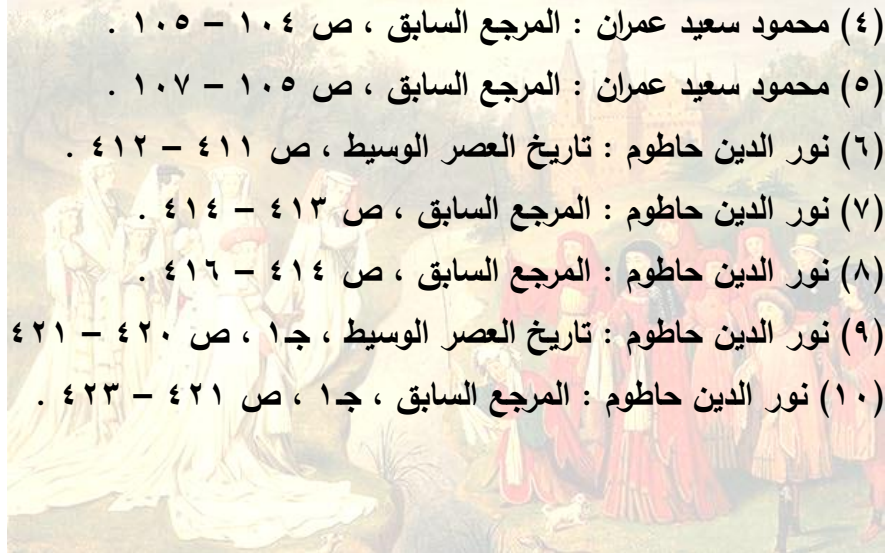 (٤) محمود سعيد عمران : المرجع السابق ، ص ١٠٤ – ١٠٥ .
(٥) محمود سعيد عمران : المرجع السابق ، ص ١٠٥ – ١٠٧ .
(٦) نور الدين حاطوم : تاريخ العصر الوسيط ، ص ٤١١ – ٤١٢ .
(٧) نور الدين حاطوم : المرجع السابق ، ص ٤١٣ – ٤١٤ .
(٨) نور الدين حاطوم : المرجع السابق ، ص ٤١٤ – ٤١٦ .
(٩) نور الدين حاطوم : تاريخ العصر الوسيط ، جـ١ ، ص ٤٢٠ – ٤٢١
(١٠) نور الدين حاطوم : المرجع السابق ، جـ١ ، ص ٤٢١ – ٤٢٣ .